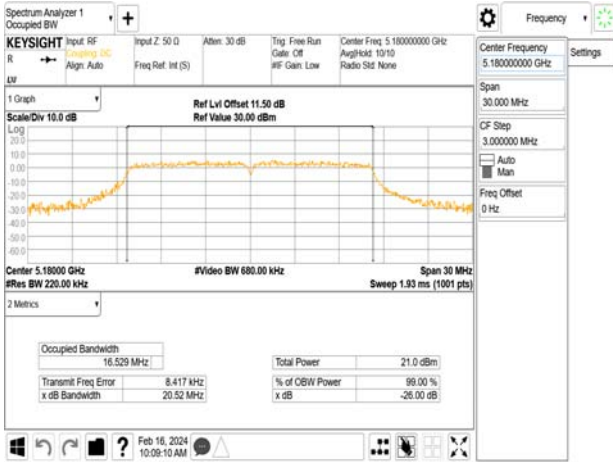 Spectrum Analyzer 1
Occupied BW
+
Frequency
KEYSIGHT
R
LXI
Input: RF
Coupling: DC
Align: Auto
Input Z: 50 Ω
Freq Ref: Int (S)
Atten: 30 dB
Trig: Free Run
Gate: Off
#IF Gain: Low
Center Freq: 5.180000000 GHz
Avg|Hold: 10/10
Radio Std: None
Center Frequency
5.180000000 GHz
Settings
Span
30.000 MHz
CF Step
3.000000 MHz
Auto
Man
Freq Offset
0 Hz
1 Graph
Scale/Div 10.0 dB
Ref Lvl Offset 11.50 dB
Ref Value 30.00 dBm
Log
20.0
10.0
0.00
-10.0
-20.0
-30.0
-40.0
-50.0
-60.0
Center 5.18000 GHz
#Res BW 220.00 kHz
#Video BW 680.00 kHz
Span 30 MHz
Sweep 1.93 ms (1001 pts)
2 Metrics
Occupied Bandwidth
16.529 MHz
Total Power 21.0 dBm
Transmit Freq Error 8.417 kHz
% of OBW Power 99.00 %
x dB Bandwidth 20.52 MHz
x dB -26.00 dB
?
Feb 16, 2024
10:09:10 AM